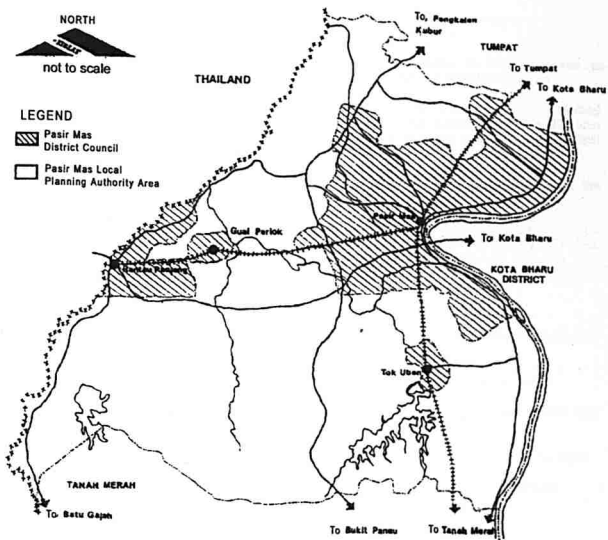 NORTH
not to scale
LEGEND
Pasir Mas
District Council
Pasir Mas Local
Planning Authority Area
THAILAND
To, Pengkalan
Kubur
TUMPAT
To Tumpat
To Kota Bharu
Pasir Mas
To Kota Bharu
KOTA BHARU
DISTRICT
Gual Periok
Rantau Panjang
Tok Uban
TANAH MERAH
To Batu Gajah
To Bukit Panau
To Tanah Merah